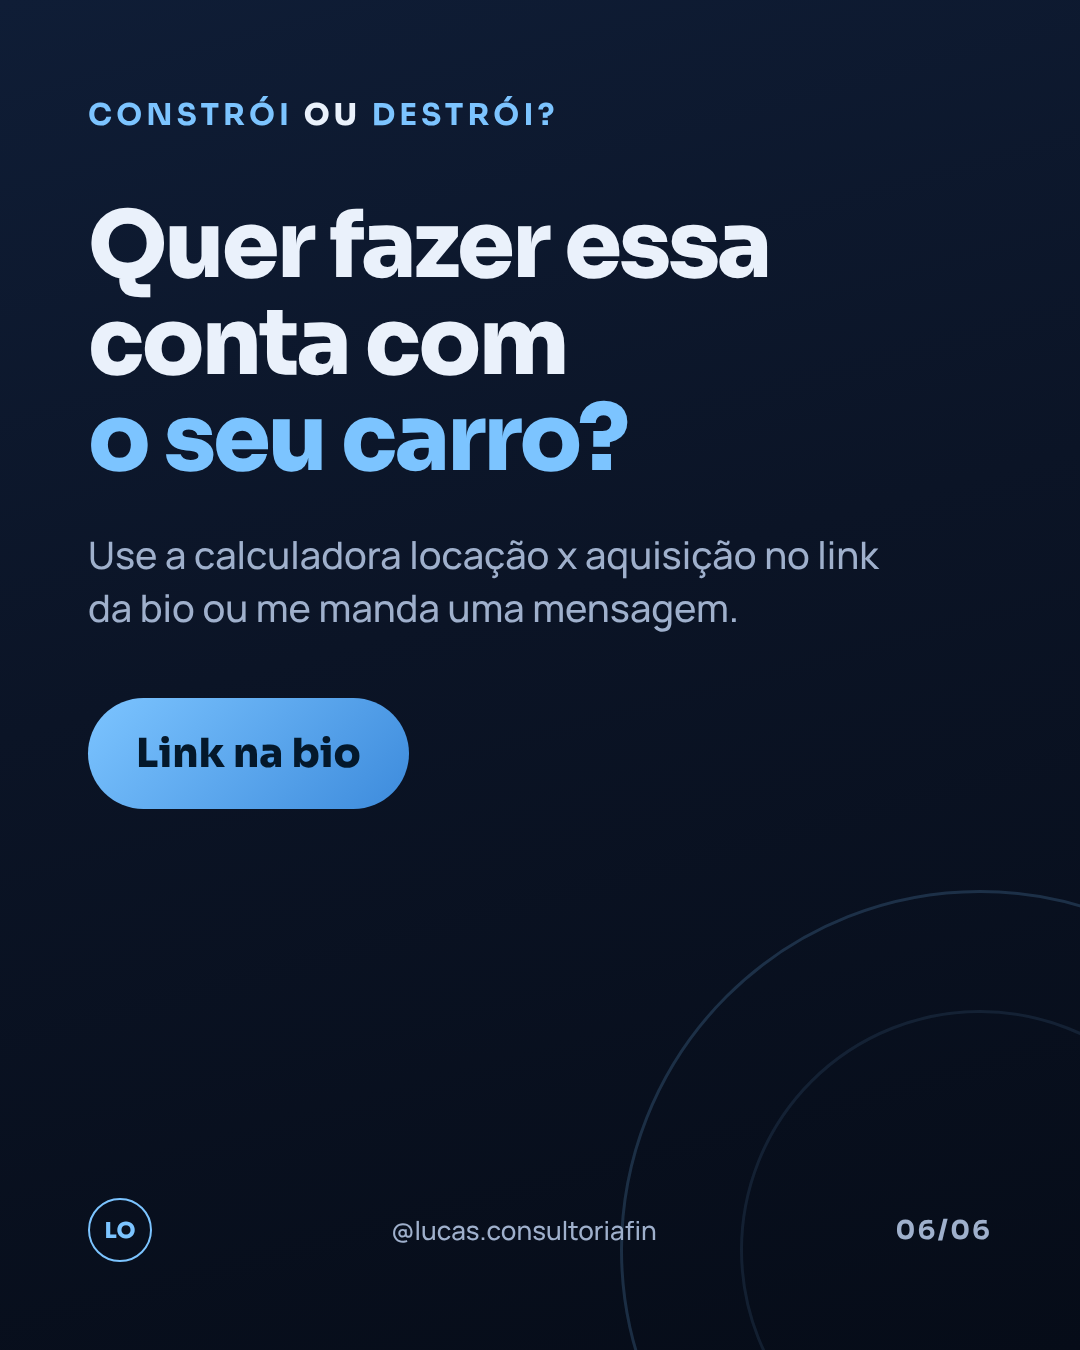 CONSTRÓI OU DESTRÓI?
Quer fazer essa
conta com
o seu carro?
Use a calculadora locação x aquisição no link
da bio ou me manda uma mensagem.
Link na bio
LO
@lucas.consultoriafin
06/06